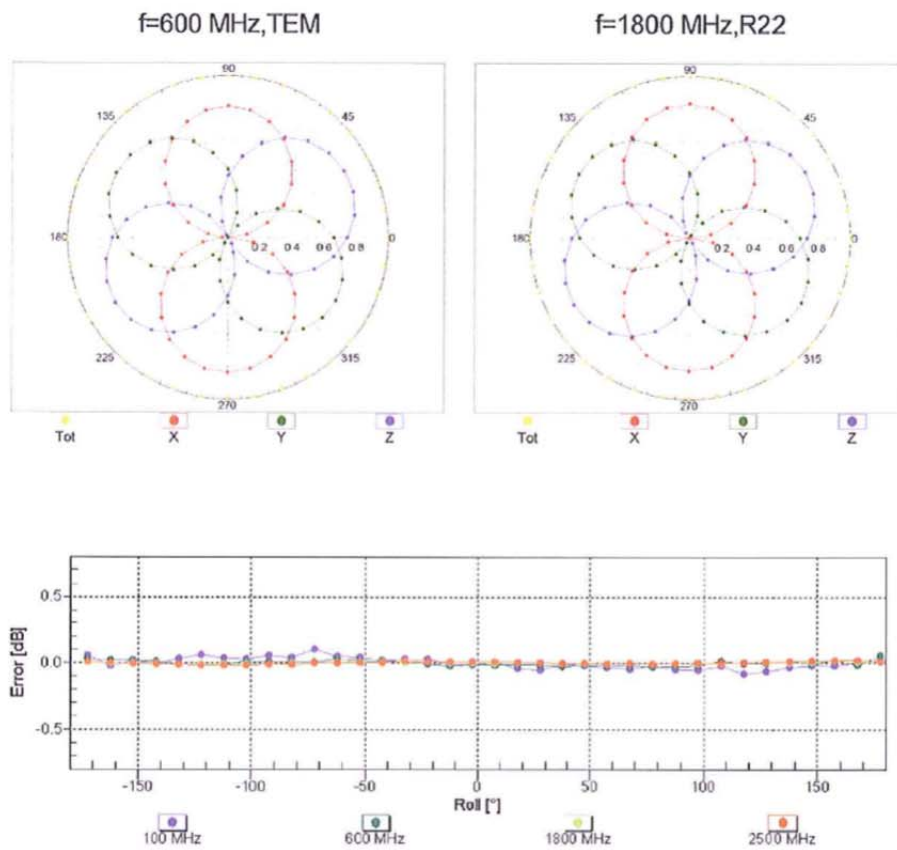 f=600 MHz,TEM
f=1800 MHz,R22
90
135
45
180
0.2 0.4 0.6 0.8
0
225
315
270
Tot X Y Z
90
135
45
180
0.2 0.4 0.6 0.8
0
225
315
270
Tot X Y Z
Error [dB]
0.5
0.0
-0.5
-150 -100 -50 0 50 100 150
Roll [°]
100 MHz 600 MHz 1800 MHz 2500 MHz